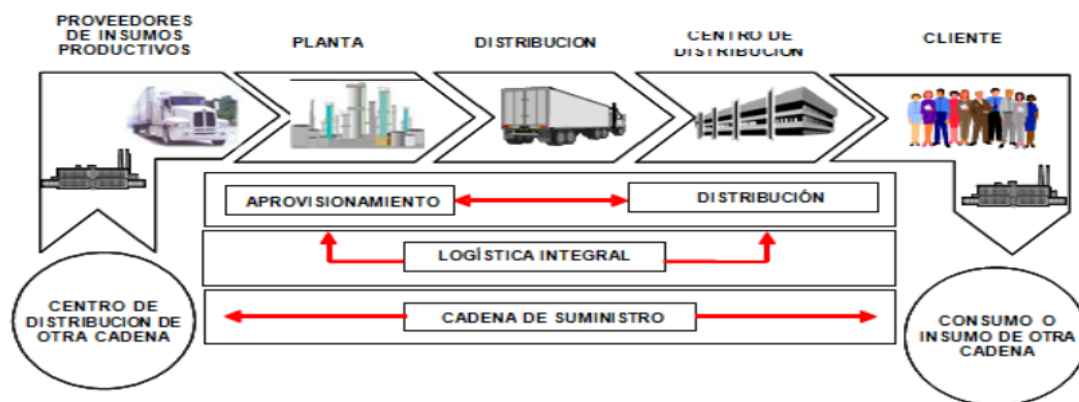 PROVEEDORES
DE INSUMOS
PRODUCTIVOS
PLANTA
DISTRIBUCION
CENTRO DE
DISTRIBUCION
CLIENTE
APROVISIONAMIENTO
DISTRIBUCIÓN
LOGÍSTICA INTEGRAL
CADENA DE SUMINISTRO
CENTRO DE
DISTRIBUCION DE
OTRA CADENA
CONSUMO O
INSUMO DE OTRA
CADENA